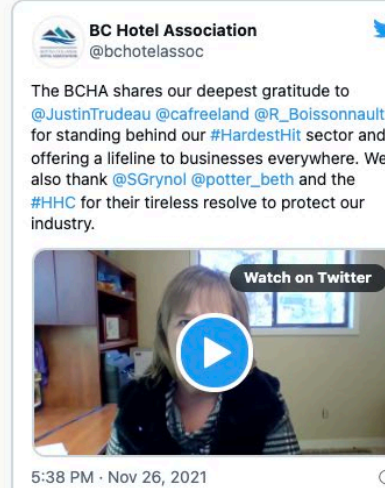 BC Hotel Association
@bchotelassoc
The BCHA shares our deepest gratitude to
@JustinTrudeau @cafreeland @R_Boissonnault
for standing behind our #HardestHit sector and
offering a lifeline to businesses everywhere. We
also thank @SGrynol @potter_beth and the
#HHC for their tireless resolve to protect our
industry.
Watch on Twitter
5:38 PM · Nov 26, 2021